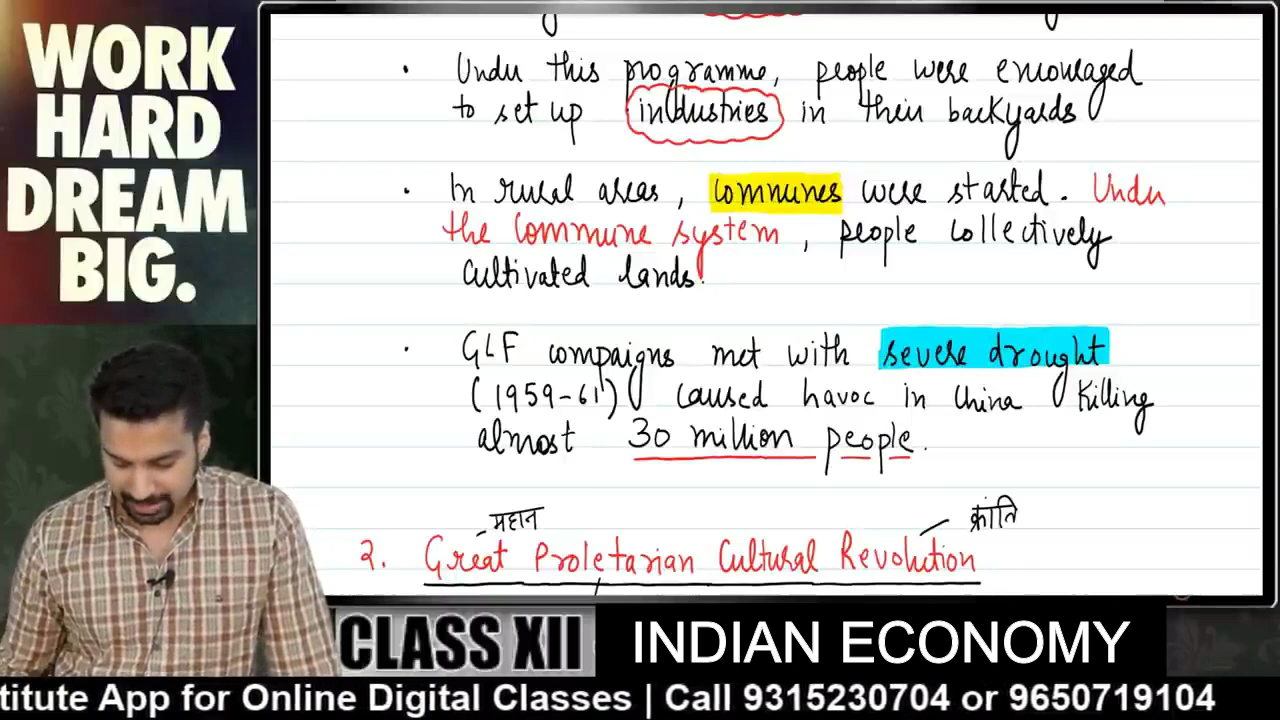 WORK
HARD
DREAM
BIG.
Under this programme, people were encouraged
to set up industries in their backyards
In rural areas, communes were started. Under
the Commune system, people collectively
cultivated lands.
GLF campaigns met with severe drought
(1959-61) caused havoc in China killing
almost 30 million people.
महान
क्रांति
2. Great Proletarian Cultural Revolution
CLASS XII
INDIAN ECONOMY
titute App for Online Digital Classes | Call 9315230704 or 9650719104